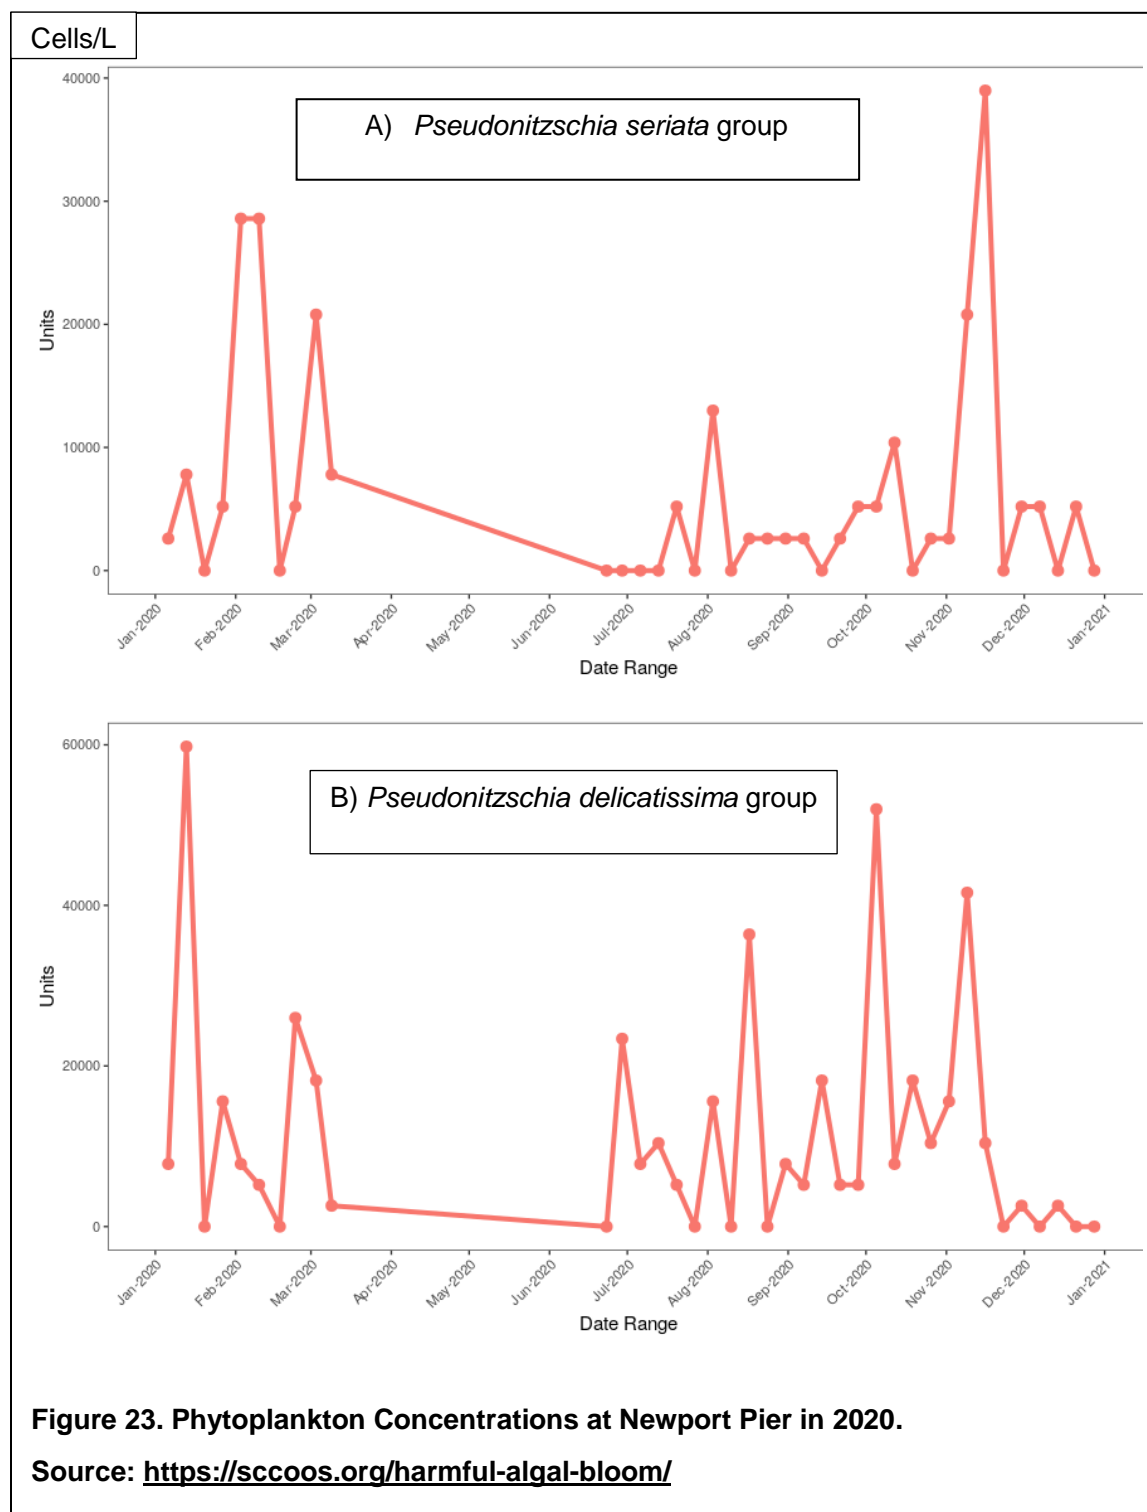 Cells/L
A) Pseudonitzschia seriata group
40000
30000
20000
10000
0
Units
Jan-2020
Feb-2020
Mar-2020
Apr-2020
May-2020
Jun-2020
Jul-2020
Aug-2020
Sep-2020
Oct-2020
Nov-2020
Dec-2020
Jan-2021
Date Range
B) Pseudonitzschia delicatissima group
60000
40000
20000
0
Units
Jan-2020
Feb-2020
Mar-2020
Apr-2020
May-2020
Jun-2020
Jul-2020
Aug-2020
Sep-2020
Oct-2020
Nov-2020
Dec-2020
Jan-2021
Date Range
Figure 23. Phytoplankton Concentrations at Newport Pier in 2020.
Source: https://sccoos.org/harmful-algal-bloom/